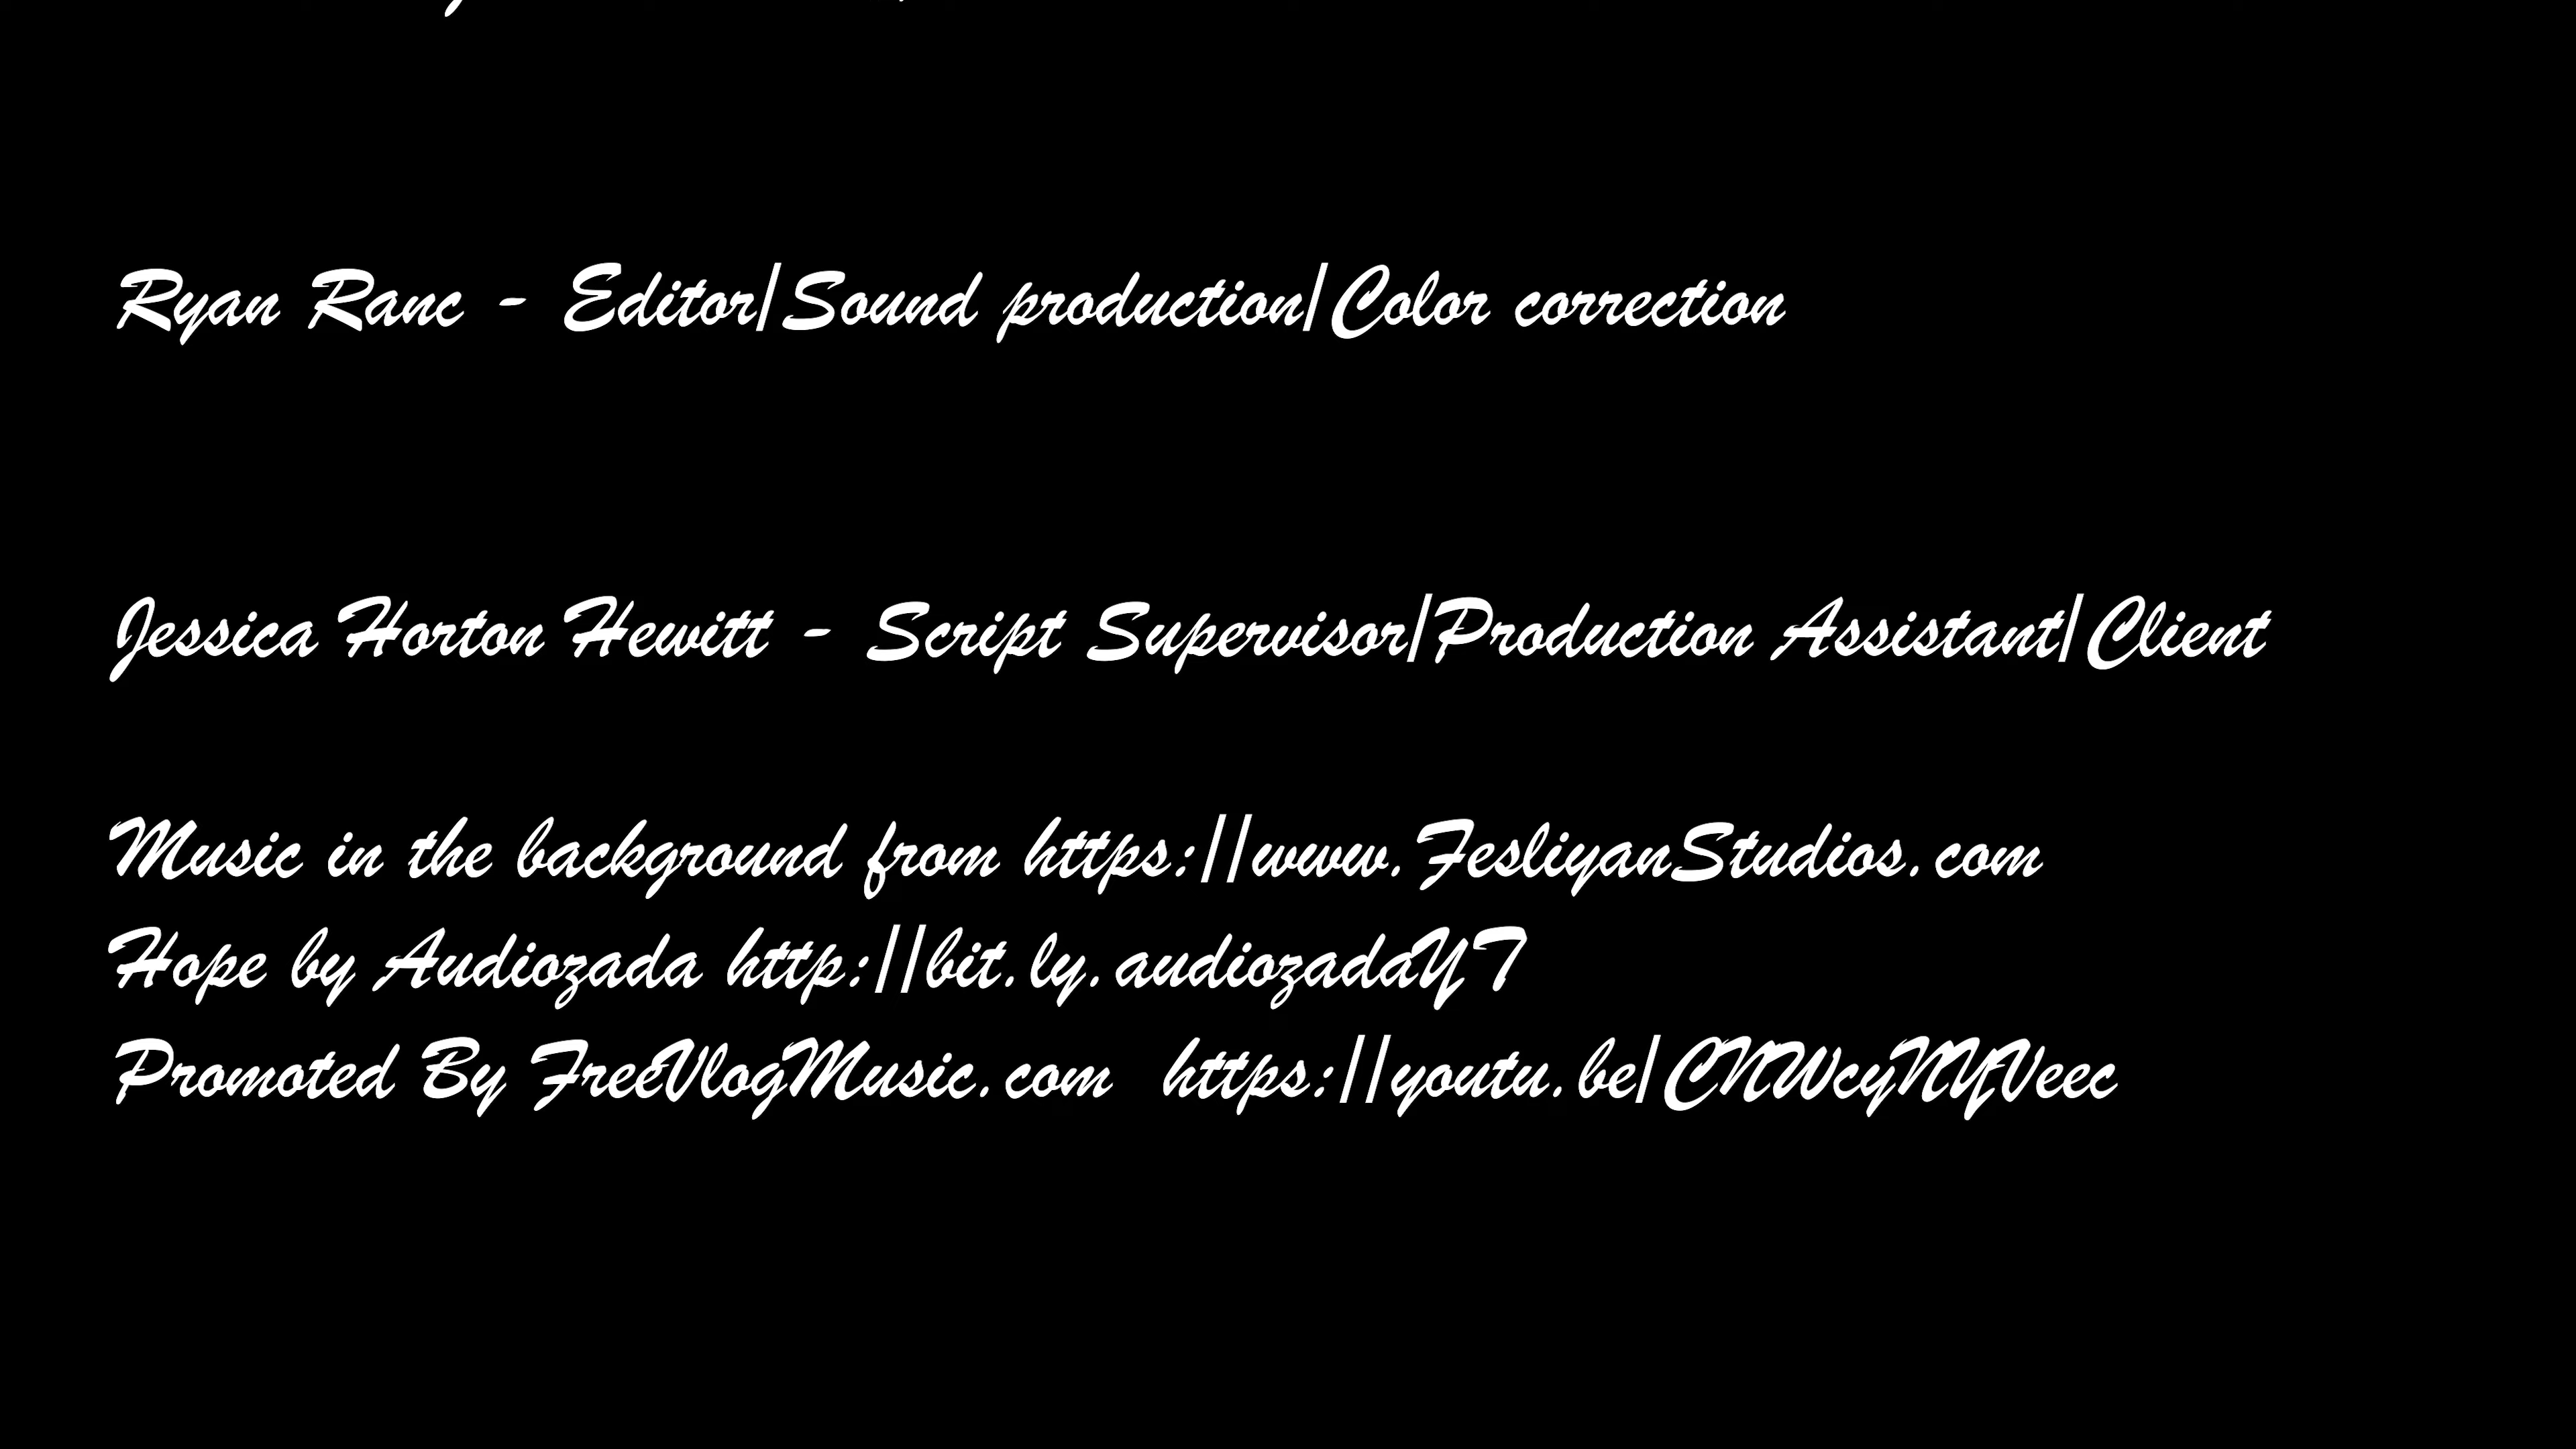 Ryan Ranc - Editor/Sound production/Color correction
Jessica Horton Hewitt - Script Supervisor/Production Assistant/Client
Music in the background from https://www.FesliyanStudios.com
Hope by Audiozada http://bit.ly.audiozadaYT
Promoted By FreeVlogMusic.com https://youtu.be/CNWcyNYVeec